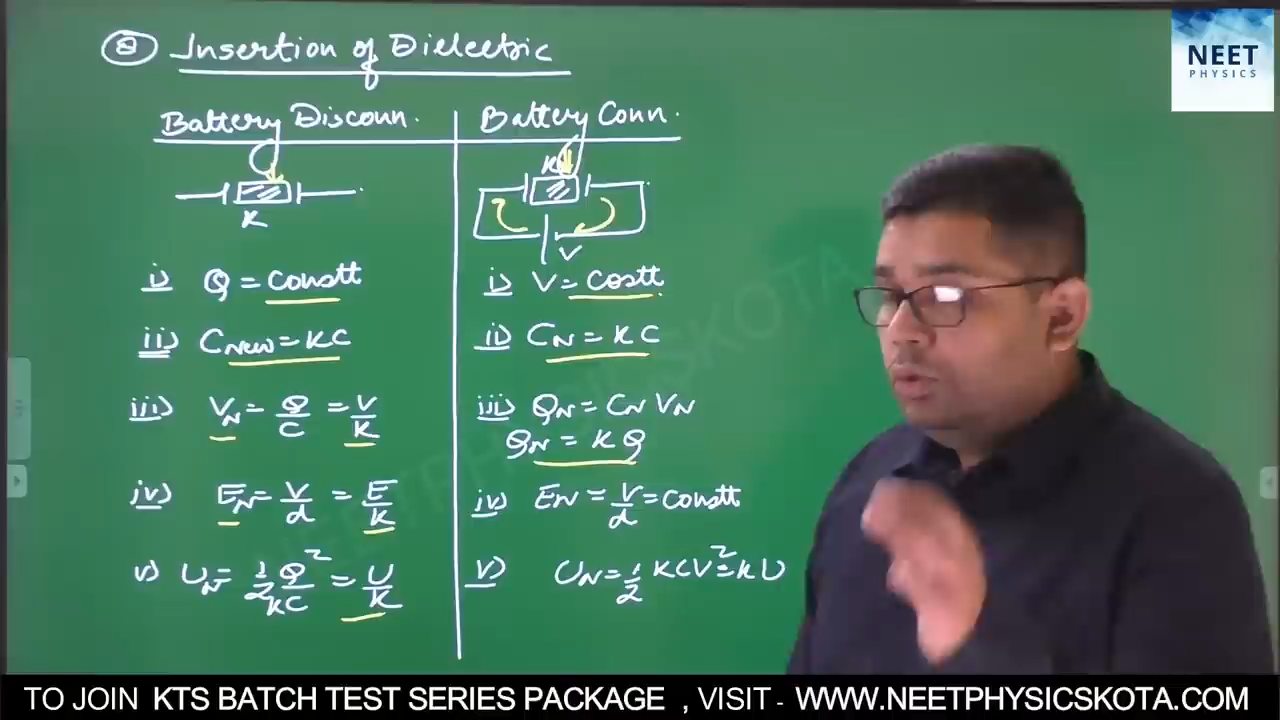 ② Insertion of Dielectric
NEET
PHYSICS
Battery Disconn.
K
i) Q = Constt
ii) CNew = KC
iii) VN = Q/C = V/K
iv) EN = V/d = E/K
v) UN = 1/2 Q²/KC = U/K
Battery Conn.
K
V
i) V = Costt.
ii) CN = KC
iii) QN = CN VN
QN = KQ
iv) EN = V/d = Constt
v) UN = 1/2 KCV² = KU
NEETPHYSICSKOTA
TO JOIN KTS BATCH TEST SERIES PACKAGE , VISIT - WWW.NEETPHYSICSKOTA.COM